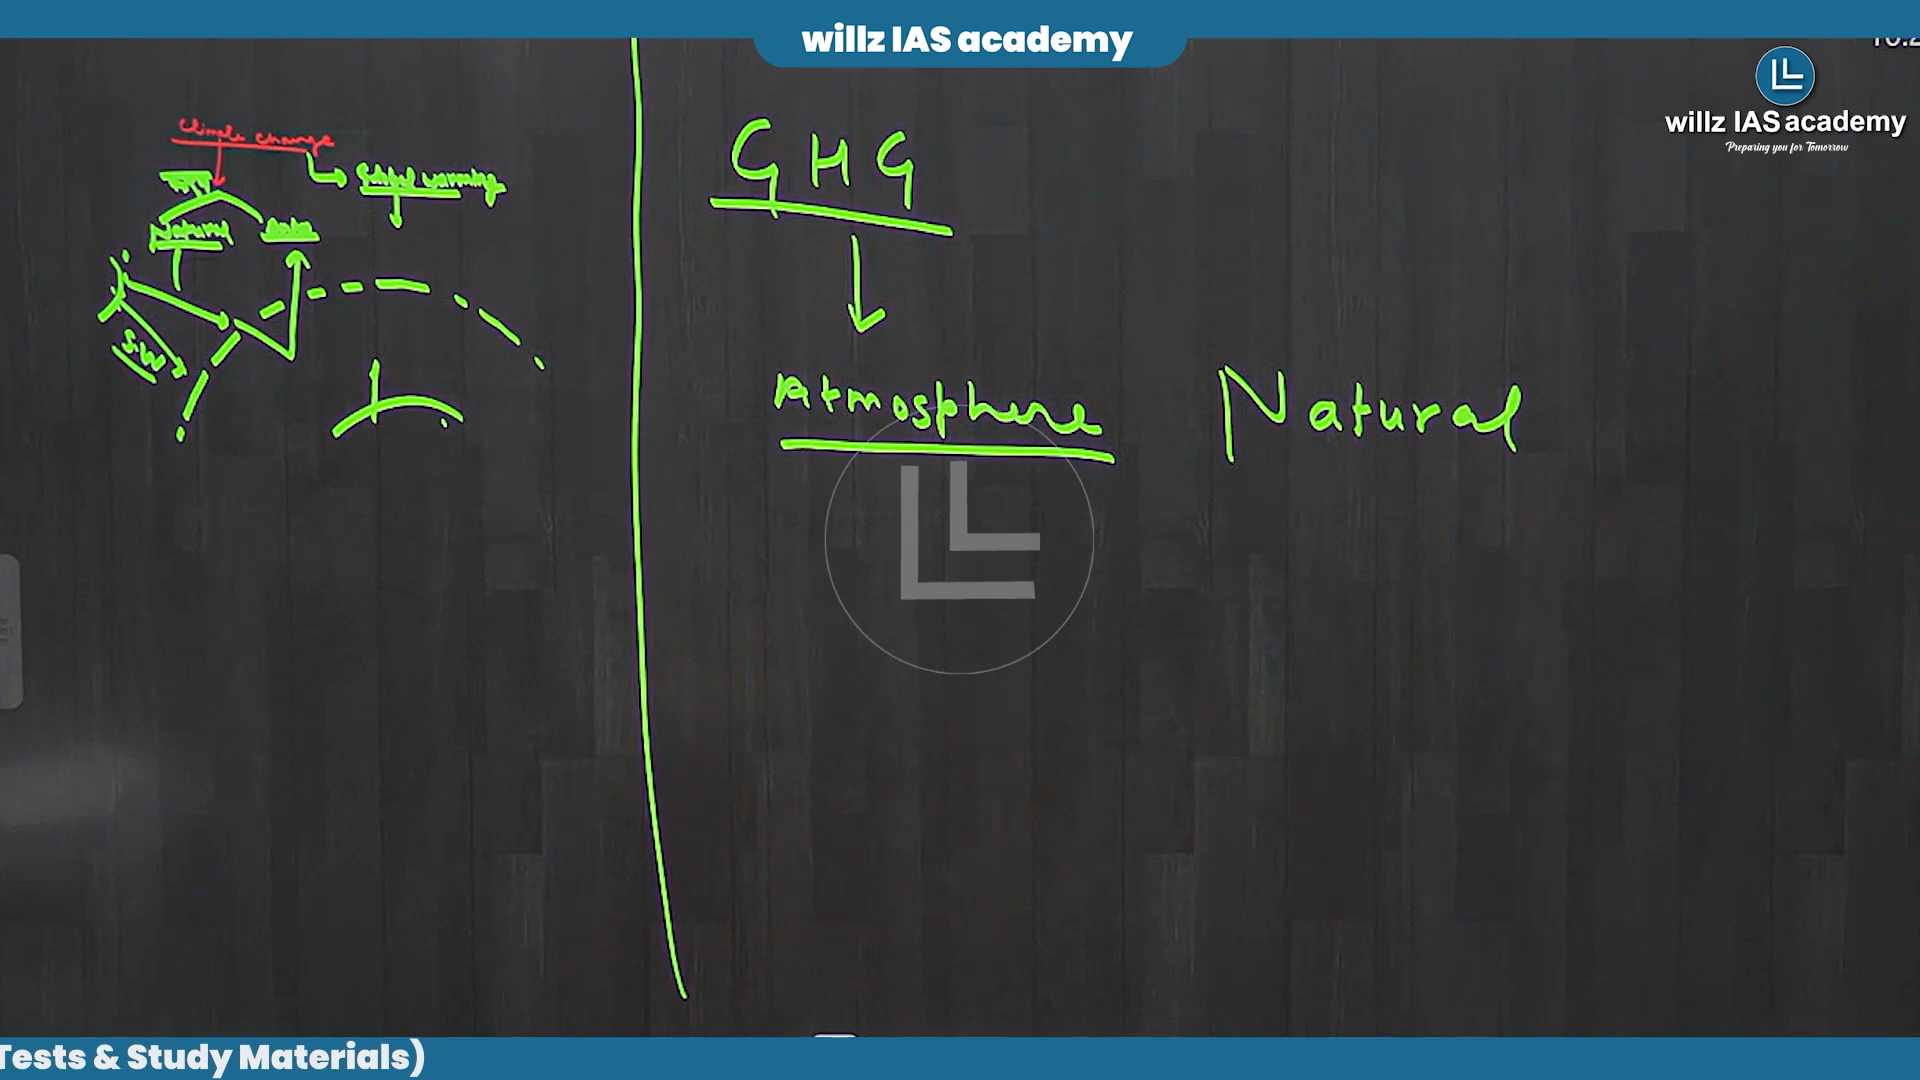 willz IAS academy
willz IAS academy
Preparing you for Tomorrow
Climate change
warming
Natural
GHG
Atmosphere
Natural
Tests & Study Materials)